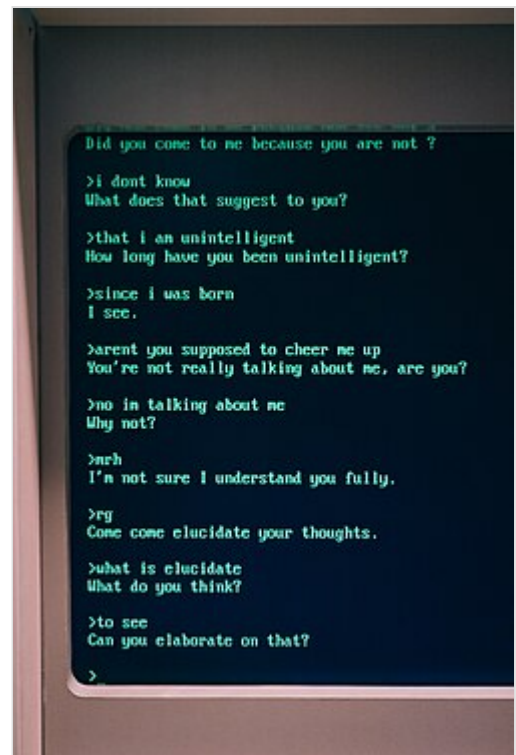 Did you come to me because you are not ?
>i dont know
What does that suggest to you?
>that i am unintelligent
How long have you been unintelligent?
>since i was born
I see.
>arent you supposed to cheer me up
You're not really talking about me, are you?
>no im talking about me
Why not?
>mrh
I'm not sure I understand you fully.
>rg
Come come elucidate your thoughts.
>what is elucidate
What do you think?
>to see
Can you elaborate on that?
>_